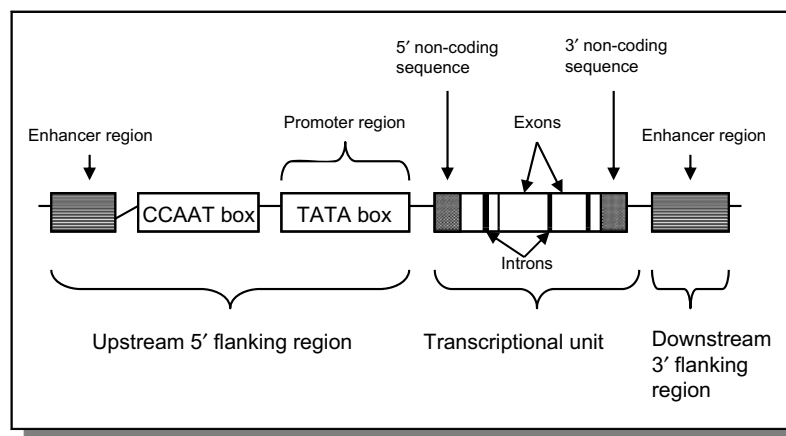 5′ non-coding
sequence
3′ non-coding
sequence
Enhancer region
Promoter region
Exons
Enhancer region
CCAAT box
TATA box
Introns
Upstream 5′ flanking region
Transcriptional unit
Downstream
3′ flanking
region